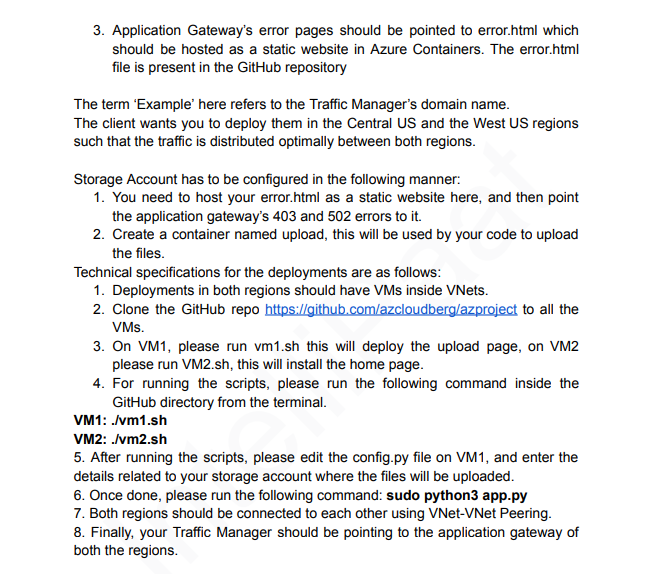 3. Application Gateway's error pages should be pointed to error.html which
should be hosted as a static website in Azure Containers. The error.html
file is present in the GitHub repository
The term 'Example' here refers to the Traffic Manager's domain name.
The client wants you to deploy them in the Central US and the West US regions
such that the traffic is distributed optimally between both regions.
Storage Account has to be configured in the following manner:
1. You need to host your error.html as a static website here, and then point
the application gateway's 403 and 502 errors to it.
2. Create a container named upload, this will be used by your code to upload
the files.
Technical specifications for the deployments are as follows:
1. Deployments in both regions should have VMs inside VNets.
2. Clone the GitHub repo https://github.com/azcloudberg/azproject to all the
VMs.
3. On VM1, please run vm1.sh this will deploy the upload page, on VM2
please run VM2.sh, this will install the home page.
4. For running the scripts, please run the following command inside the
GitHub directory from the terminal.
VM1: ./vm1.sh
VM2: ./vm2.sh
5. After running the scripts, please edit the config.py file on VM1, and enter the
details related to your storage account where the files will be uploaded.
6. Once done, please run the following command: sudo python3 app.py
7. Both regions should be connected to each other using VNet-VNet Peering.
8. Finally, your Traffic Manager should be pointing to the application gateway of
both the regions.